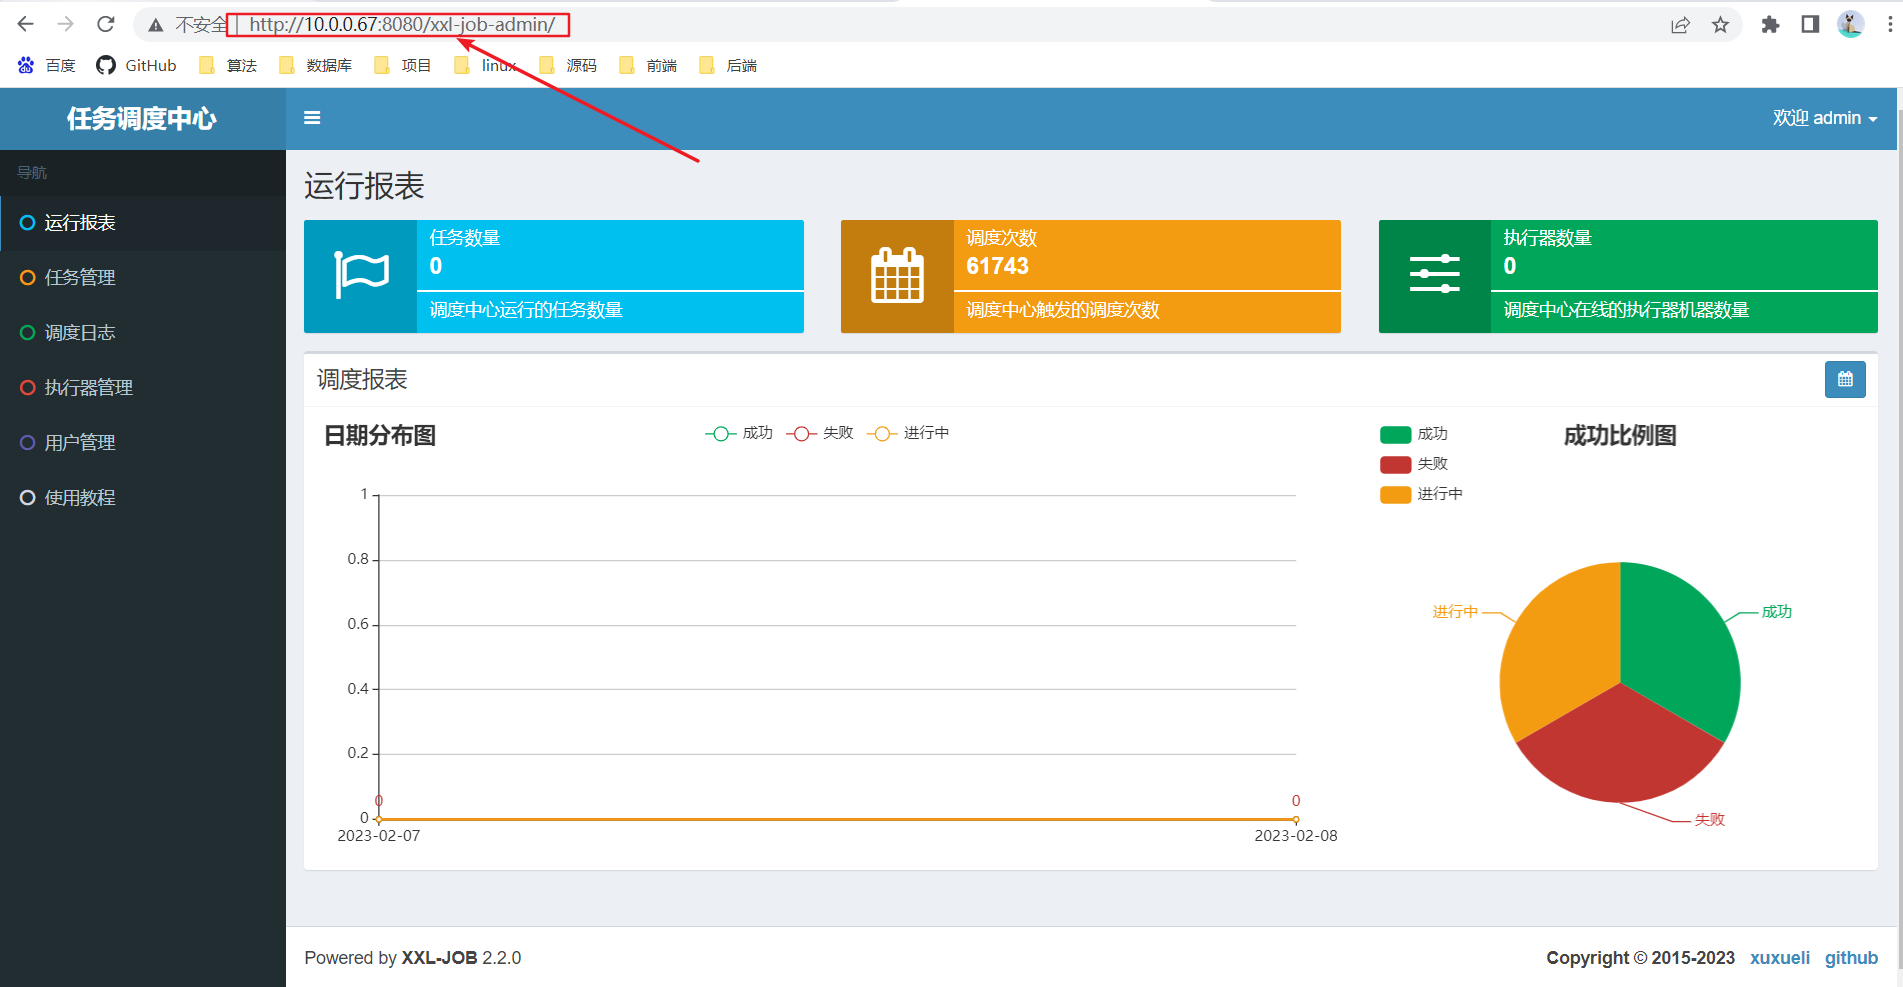 不安全 http://10.0.0.67:8080/xxl-job-admin/
百度 GitHub 算法 数据库 项目 linux 源码 前端 后端
任务调度中心 欢迎 admin
导航
运行报表
任务管理
调度日志
执行器管理
用户管理
使用教程
运行报表
任务数量
0
调度中心运行的任务数量
调度次数
61743
调度中心触发的调度次数
执行器数量
0
调度中心在线的执行器机器数量
调度报表
日期分布图
成功 失败 进行中
1
0.8
0.6
0.4
0.2
0
0 0
2023-02-07 2023-02-08
成功
失败
进行中
成功比例图
进行中
成功
失败
Powered by XXL-JOB 2.2.0
Copyright © 2015-2023 xuxueli github